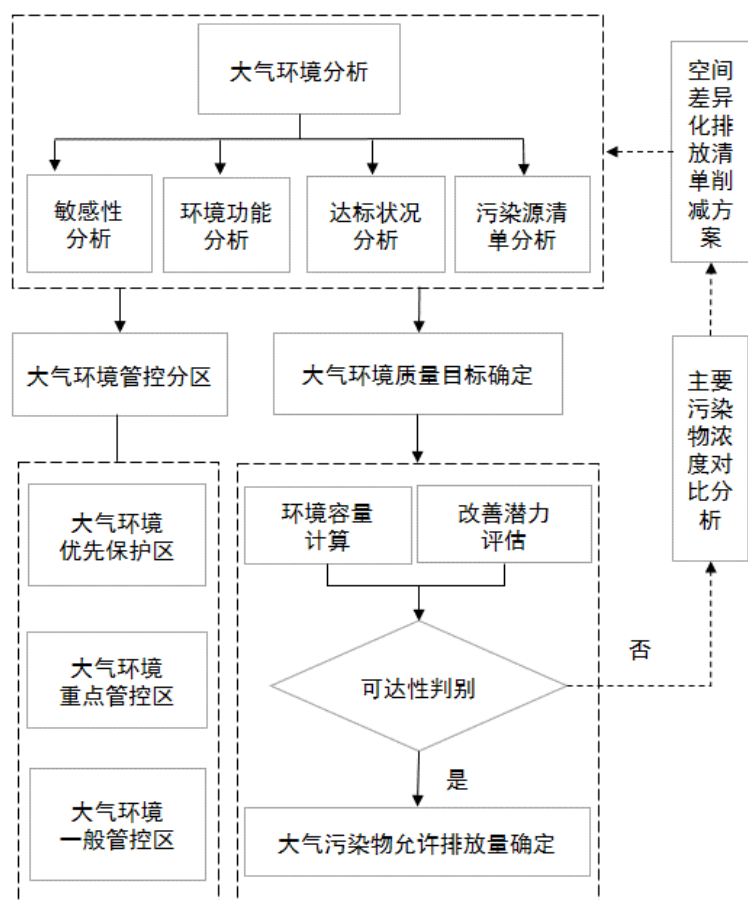 大气环境分析
敏感性
分析
环境功能
分析
达标状况
分析
污染源清
单分析
空间
差异
化排
放清
单削
减方
案
大气环境管控分区
大气环境质量目标确定
主要
污染
物浓
度对
比分
析
大气环境
优先保护区
大气环境
重点管控区
大气环境
一般管控区
环境容量
计算
改善潜力
评估
可达性判别
否
是
大气污染物允许排放量确定